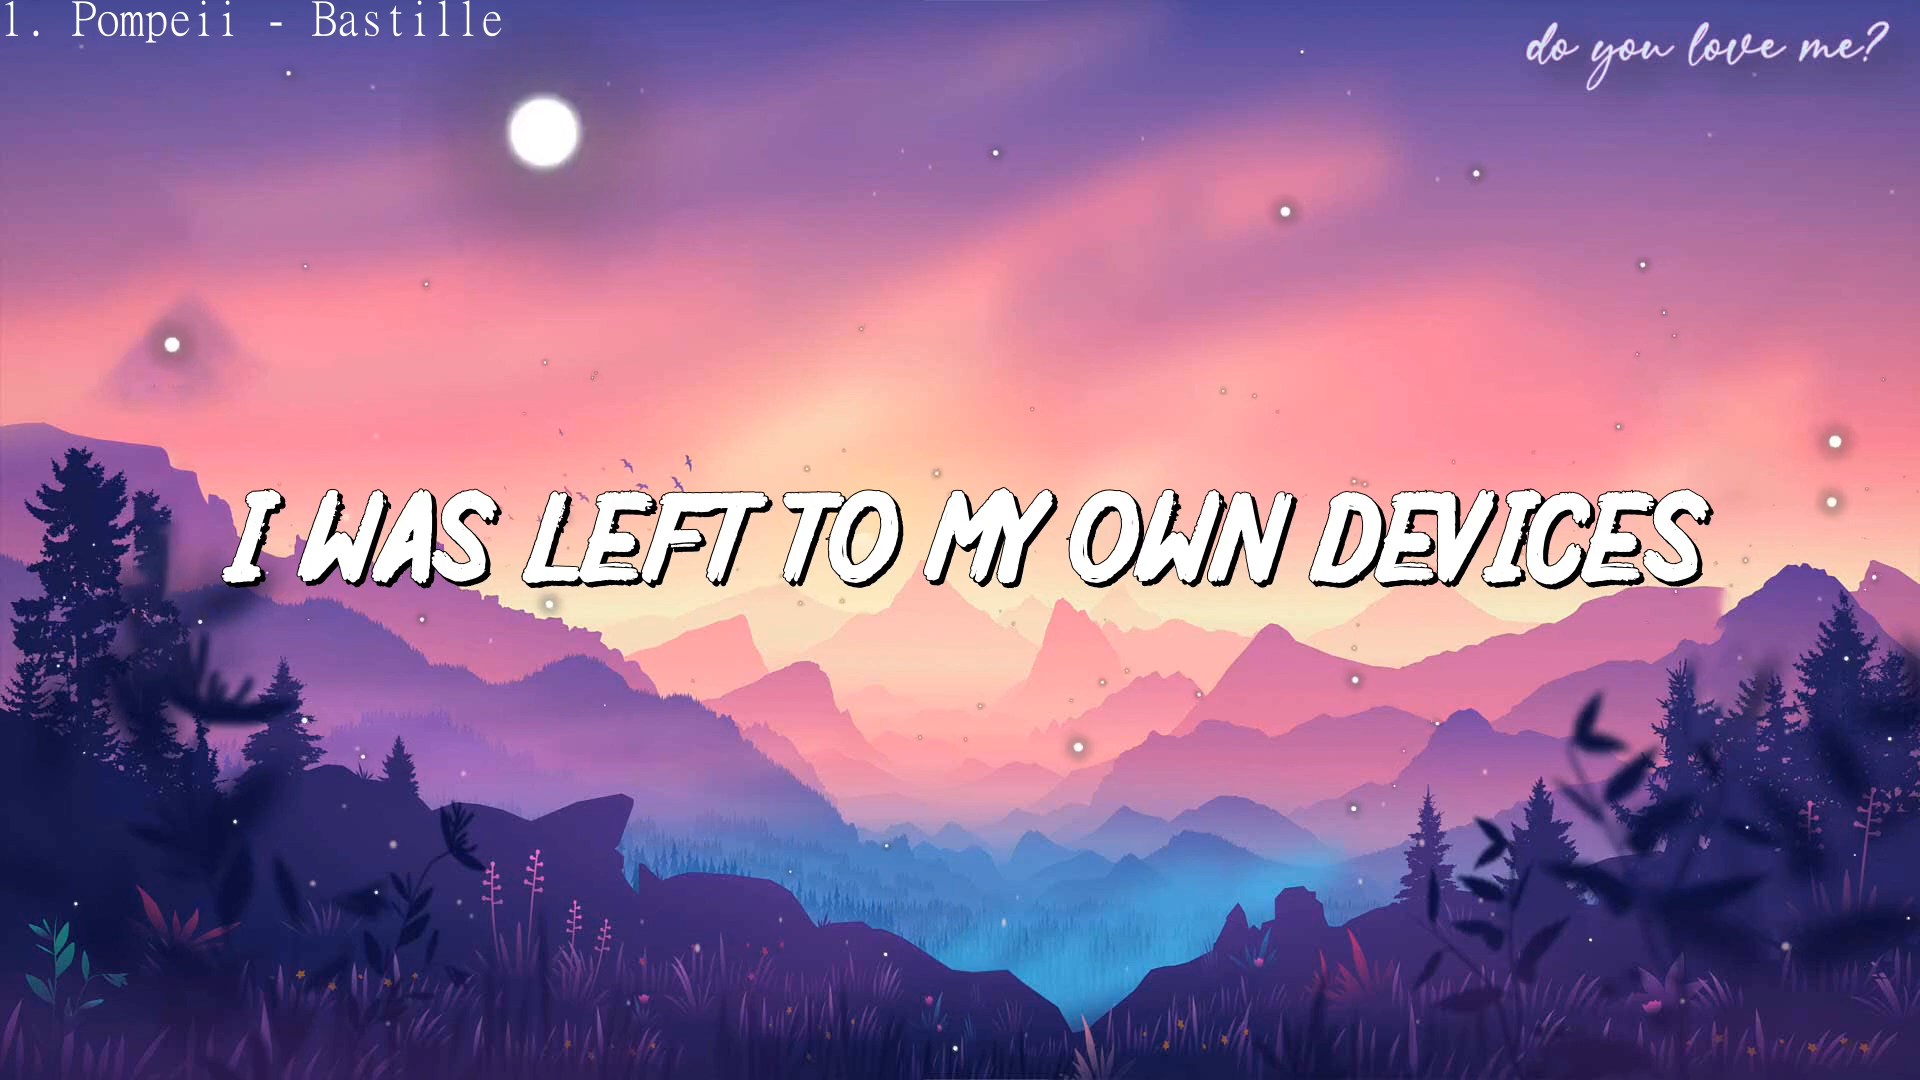 1. Pompeii - Bastille
do you love me?
I WAS LEFT TO MY OWN DEVICES